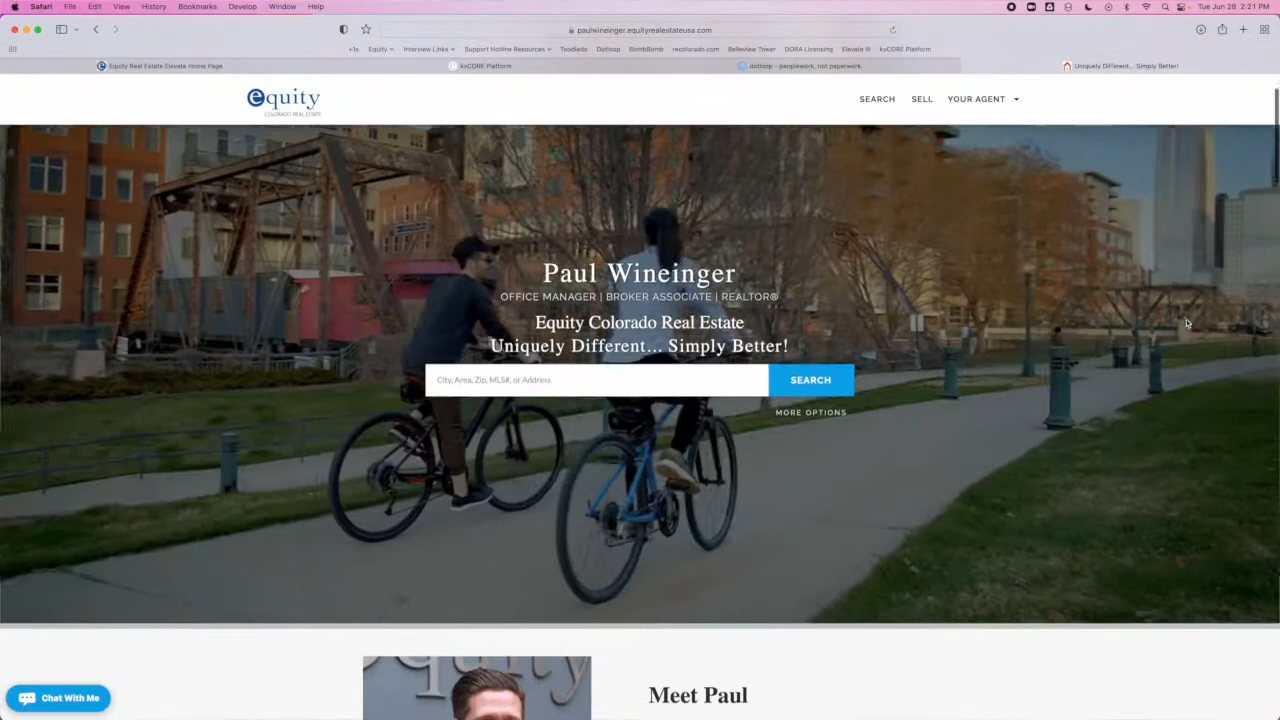 Safari File Edit View History Bookmarks Develop Window Help Tue Jun 28 2:21 PM
paulwineinger.equityrealestateusa.com
+1e Equity Interview Links Support Hotline Resources Toodledo Dotloop BombBomb recolorado.com Belleview Tower DORA Licensing Elevate III kvCORE Platform
Equity Real Estate Elevate Home Page kvCORE Platform dotloop – peoplework, not paperwork. Uniquely Different... Simply Better!
equity
COLORADO REAL ESTATE
SEARCH SELL YOUR AGENT
Paul Wineinger
OFFICE MANAGER | BROKER ASSOCIATE | REALTOR®
Equity Colorado Real Estate
Uniquely Different... Simply Better!
City, Area, Zip, MLS#, or Address SEARCH
MORE OPTIONS
equity
Meet Paul
Chat With Me